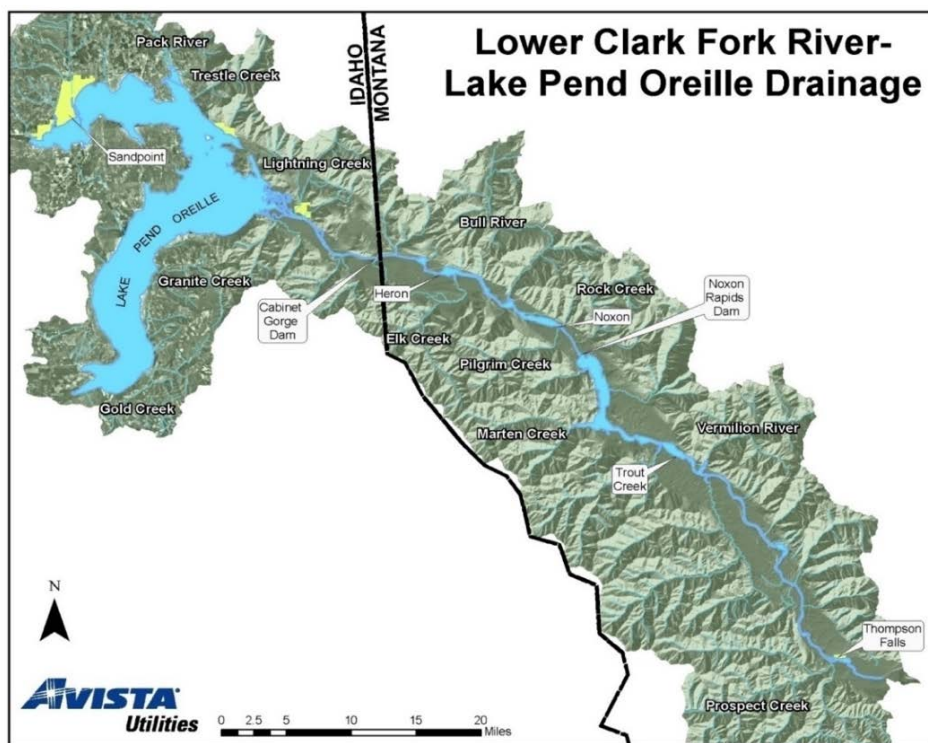 Lower Clark Fork River-
Lake Pend Oreille Drainage
Pack River
Trestle Creek
IDAHO
MONTANA
Sandpoint
Lightning Creek
LAKE PEND OREILLE
Bull River
Granite Creek
Cabinet
Gorge
Dam
Heron
Rock Creek
Noxon
Rapids
Dam
Noxon
Elk Creek
Pilgrim Creek
Gold Creek
Marten Creek
Vermilion River
Trout
Creek
N
Thompson
Falls
AVISTA
Utilities
0 2.5 5 10 15 20
Miles
Prospect Creek